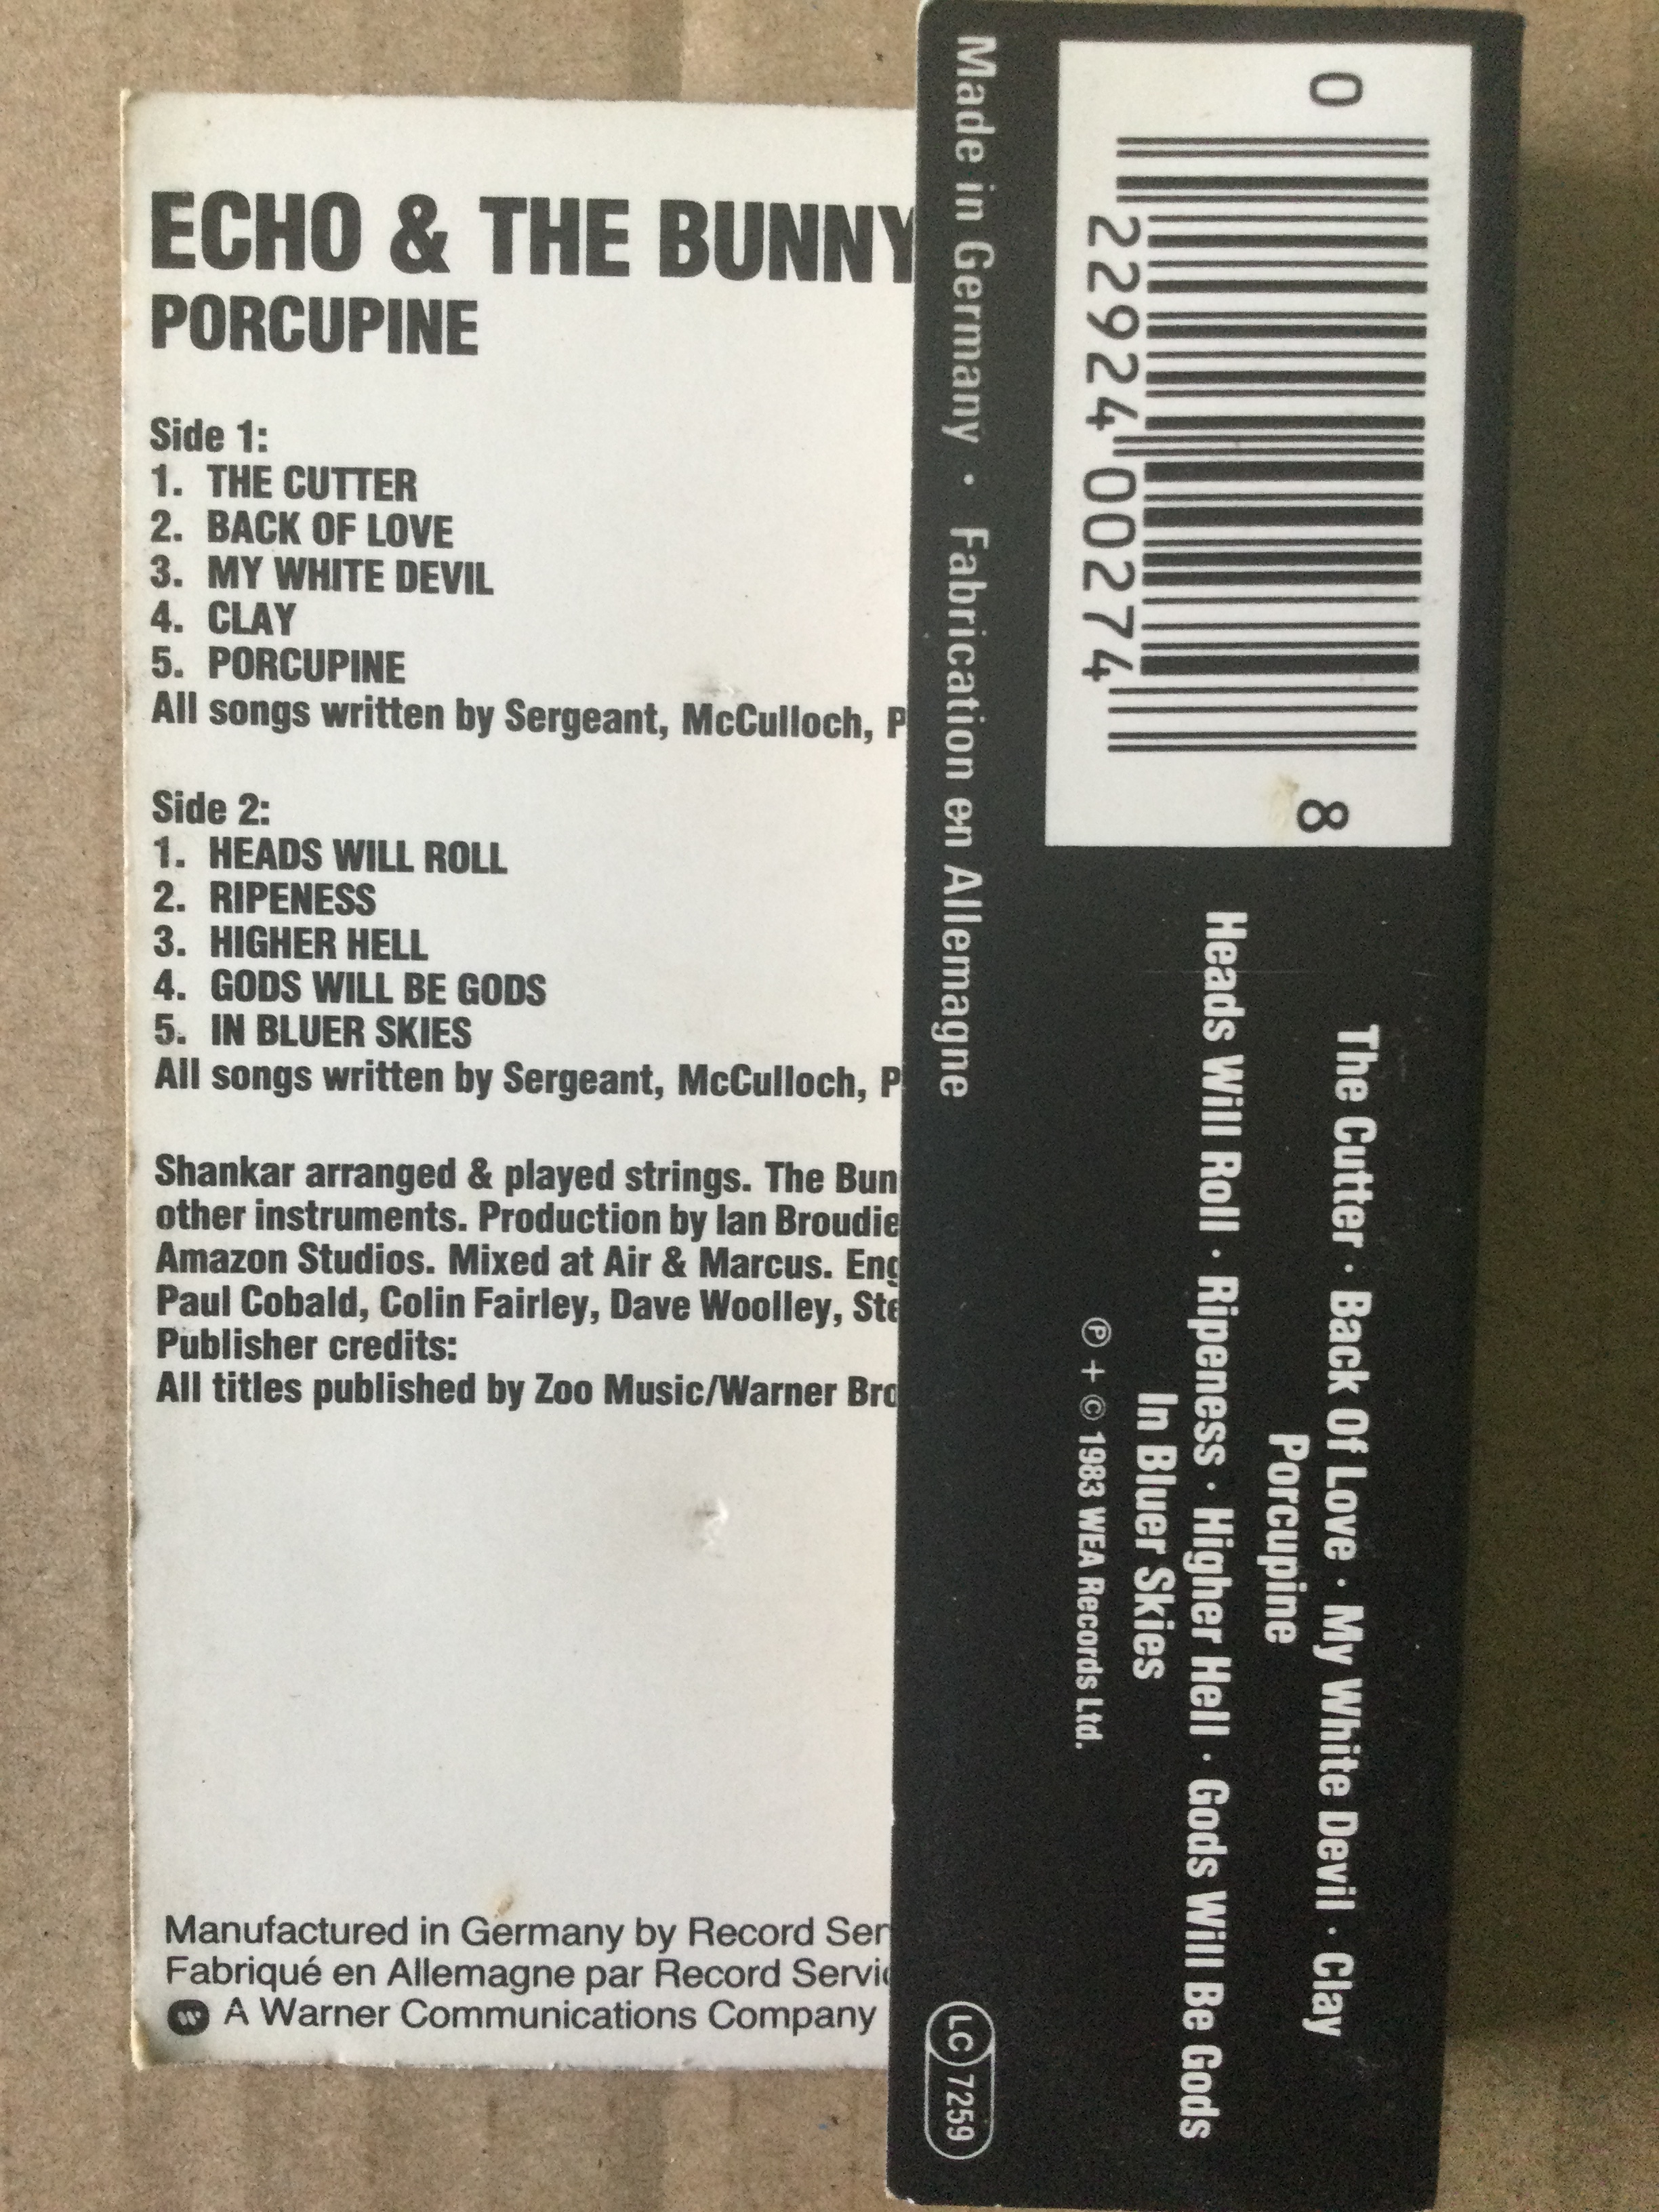 ECHO & THE BUNNY
PORCUPINE
Side 1:
1. THE CUTTER
2. BACK OF LOVE
3. MY WHITE DEVIL
4. CLAY
5. PORCUPINE
All songs written by Sergeant, McCulloch, P
Side 2:
1. HEADS WILL ROLL
2. RIPENESS
3. HIGHER HELL
4. GODS WILL BE GODS
5. IN BLUER SKIES
All songs written by Sergeant, McCulloch, P
Shankar arranged & played strings. The Bun
other instruments. Production by Ian Broudie
Amazon Studios. Mixed at Air & Marcus. Eng
Paul Cobald, Colin Fairley, Dave Woolley, Ste
Publisher credits:
All titles published by Zoo Music/Warner Bro
Manufactured in Germany by Record Ser
Fabriqué en Allemagne par Record Servic
A Warner Communications Company
0 22924 00274 8
The Cutter · Back Of Love · My White Devil · Clay
Porcupine
Heads Will Roll · Ripeness · Higher Hell · Gods Will Be Gods
In Bluer Skies
℗ + © 1983 WEA Records Ltd.
Made in Germany · Fabrication en Allemagne
LC 7259